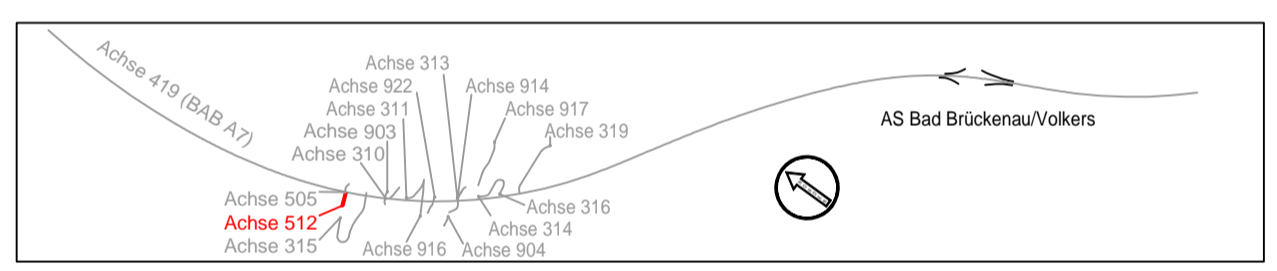 Achse 419 (BAB A7)
Achse 313
Achse 922
Achse 914
Achse 311
Achse 917
Achse 903
Achse 319
Achse 310
AS Bad Brückenau/Volkers
Achse 505
Achse 316
Achse 512
Achse 314
Achse 315
Achse 916
Achse 904